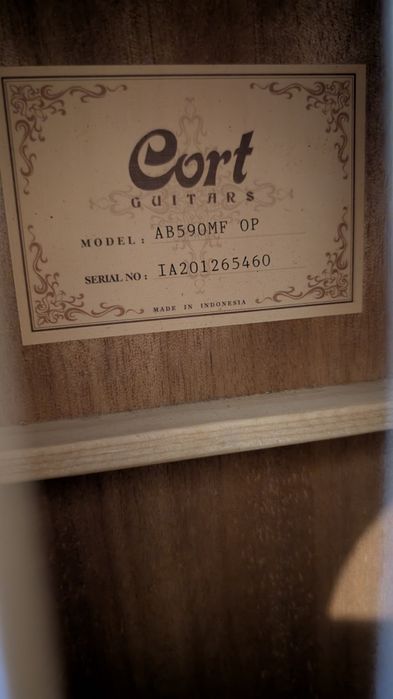 Cort
GUITARS
MODEL: AB590MF OP
SERIAL NO: IA201265460
MADE IN INDONESIA